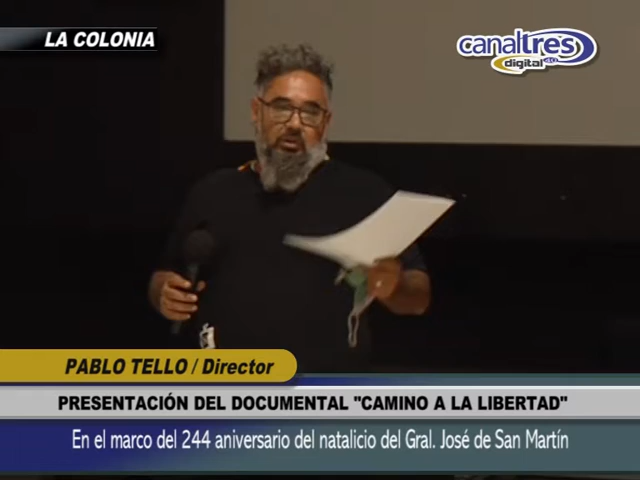 LA COLONIA
canaltres
digital
PABLO TELLO / Director
PRESENTACIÓN DEL DOCUMENTAL "CAMINO A LA LIBERTAD"
En el marco del 244 aniversario del natalicio del Gral. José de San Martín